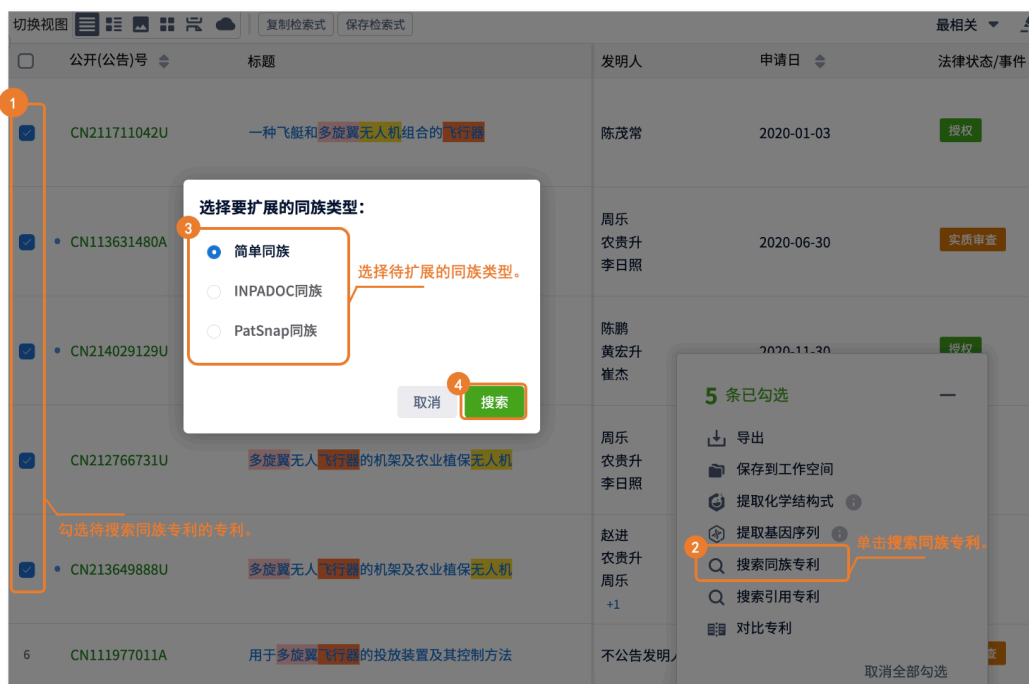 切换视图 复制检索式 保存检索式 最相关
公开(公告)号 标题 发明人 申请日 法律状态/事件
1
CN211711042U 一种飞艇和多旋翼无人机组合的飞行器 陈茂常 2020-01-03 授权
选择要扩展的同族类型：
3
简单同族
选择待扩展的同族类型。
INPADOC同族
PatSnap同族
4
取消 搜索
CN113631480A 周乐
农贵升 2020-06-30 实质审查
李日照
陈鹏
CN214029129U 黄宏升 2020-11-30 授权
崔杰
周乐
CN212766731U 多旋翼无人飞行器的机架及农业植保无人机 农贵升
李日照
勾选待搜索同族专利的专利。
赵进
CN213649888U 多旋翼无人飞行器的机架及农业植保无人机 农贵升
周乐
+1
6 CN111977011A 用于多旋翼飞行器的投放装置及其控制方法 不公告发明人
5 条已勾选
导出
保存到工作空间
提取化学结构式
提取基因序列
2
单击搜索同族专利。
搜索同族专利
搜索引用专利
对比专利
查
取消全部勾选